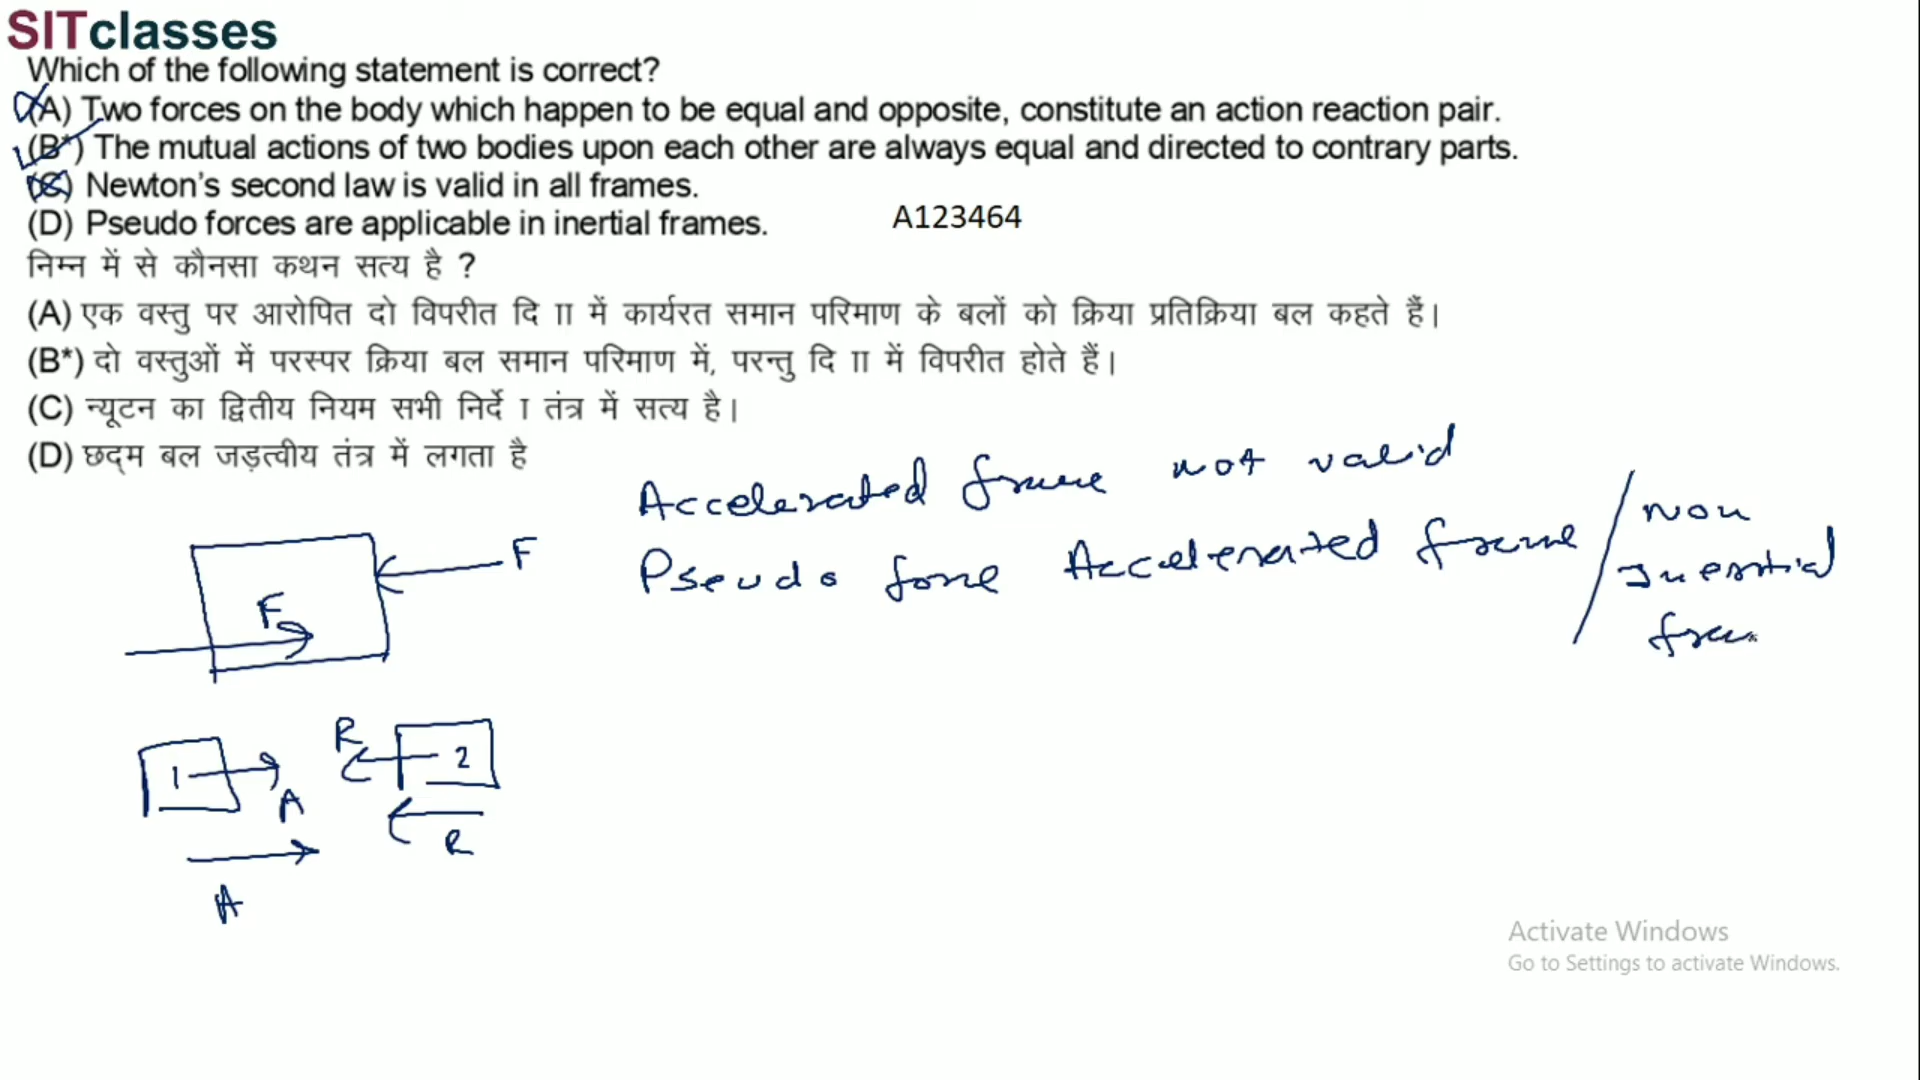 SITclasses
Which of the following statement is correct?
(A) Two forces on the body which happen to be equal and opposite, constitute an action reaction pair.
(B*) The mutual actions of two bodies upon each other are always equal and directed to contrary parts.
(C) Newton's second law is valid in all frames.
(D) Pseudo forces are applicable in inertial frames. A123464
निम्न में से कौनसा कथन सत्य है ?
(A) एक वस्तु पर आरोपित दो विपरीत दि ाा में कार्यरत समान परिमाण के बलों को क्रिया प्रतिक्रिया बल कहते हैं।
(B*) दो वस्तुओं में परस्पर क्रिया बल समान परिमाण में, परन्तु दि ाा में विपरीत होते हैं।
(C) न्यूटन का द्वितीय नियम सभी निर्दे ा तंत्र में सत्य है।
(D) छद्म बल जड़त्वीय तंत्र में लगता है
Accelerated frame not valid
Pseudo force Accelerated frame / non
Inertial
F
F
R
1
2
A
R
A
Activate Windows
Go to Settings to activate Windows.